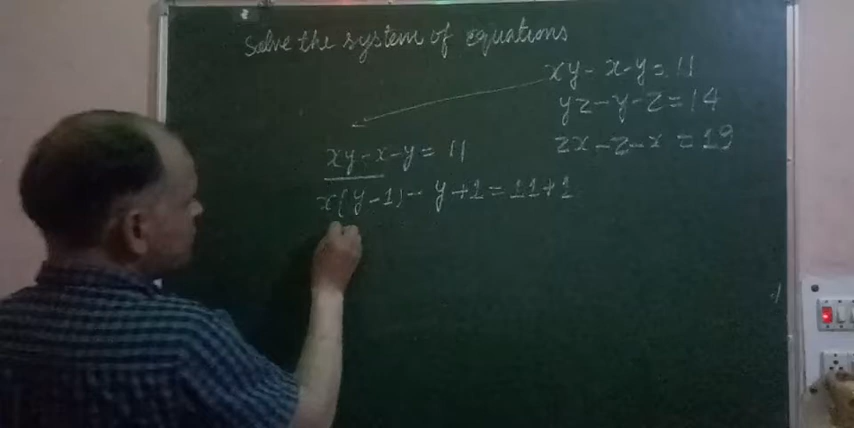 Solve the system of equations
xy - x - y = 11
yz - y - z = 14
zx - z - x = 19
xy - x - y = 11
x(y - 1) - y + 1 = 11 + 1